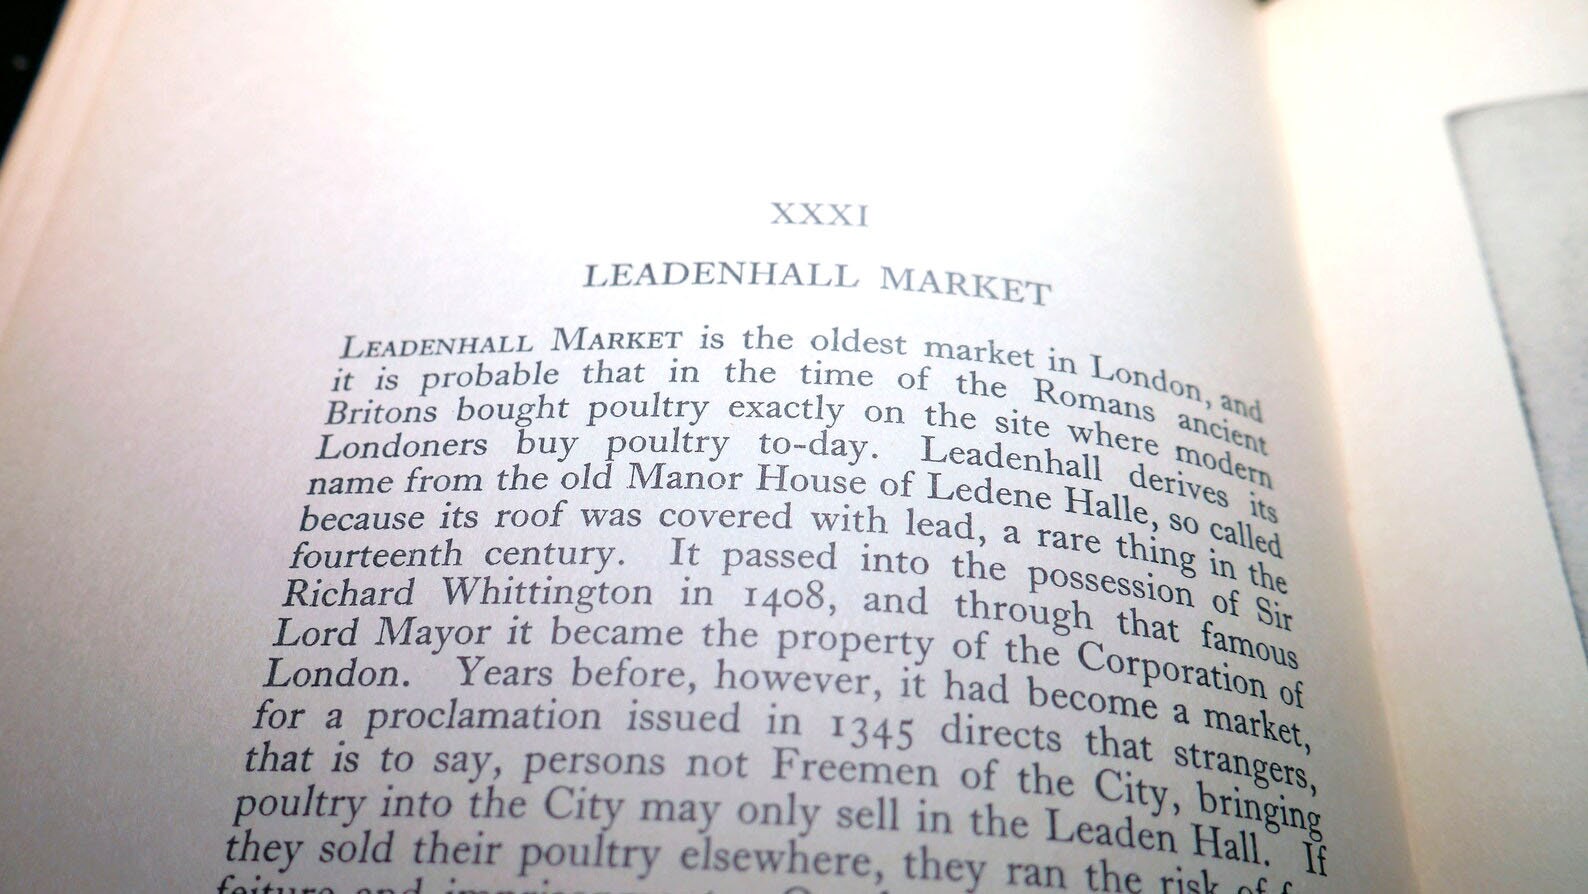 XXXI
LEADENHALL MARKET
LEADENHALL MARKET is the oldest market in London, and
it is probable that in the time of the Romans ancient
Britons bought poultry exactly on the site where modern
Londoners buy poultry to-day. Leadenhall derives its
name from the old Manor House of Ledene Halle, so called
because its roof was covered with lead, a rare thing in the
fourteenth century. It passed into the possession of Sir
Richard Whittington in 1408, and through that famous
Lord Mayor it became the property of the Corporation of
London. Years before, however, it had become a market,
for a proclamation issued in 1345 directs that strangers,
that is to say, persons not Freemen of the City, bringing
poultry into the City may only sell in the Leaden Hall. If
they sold their poultry elsewhere, they ran the risk of